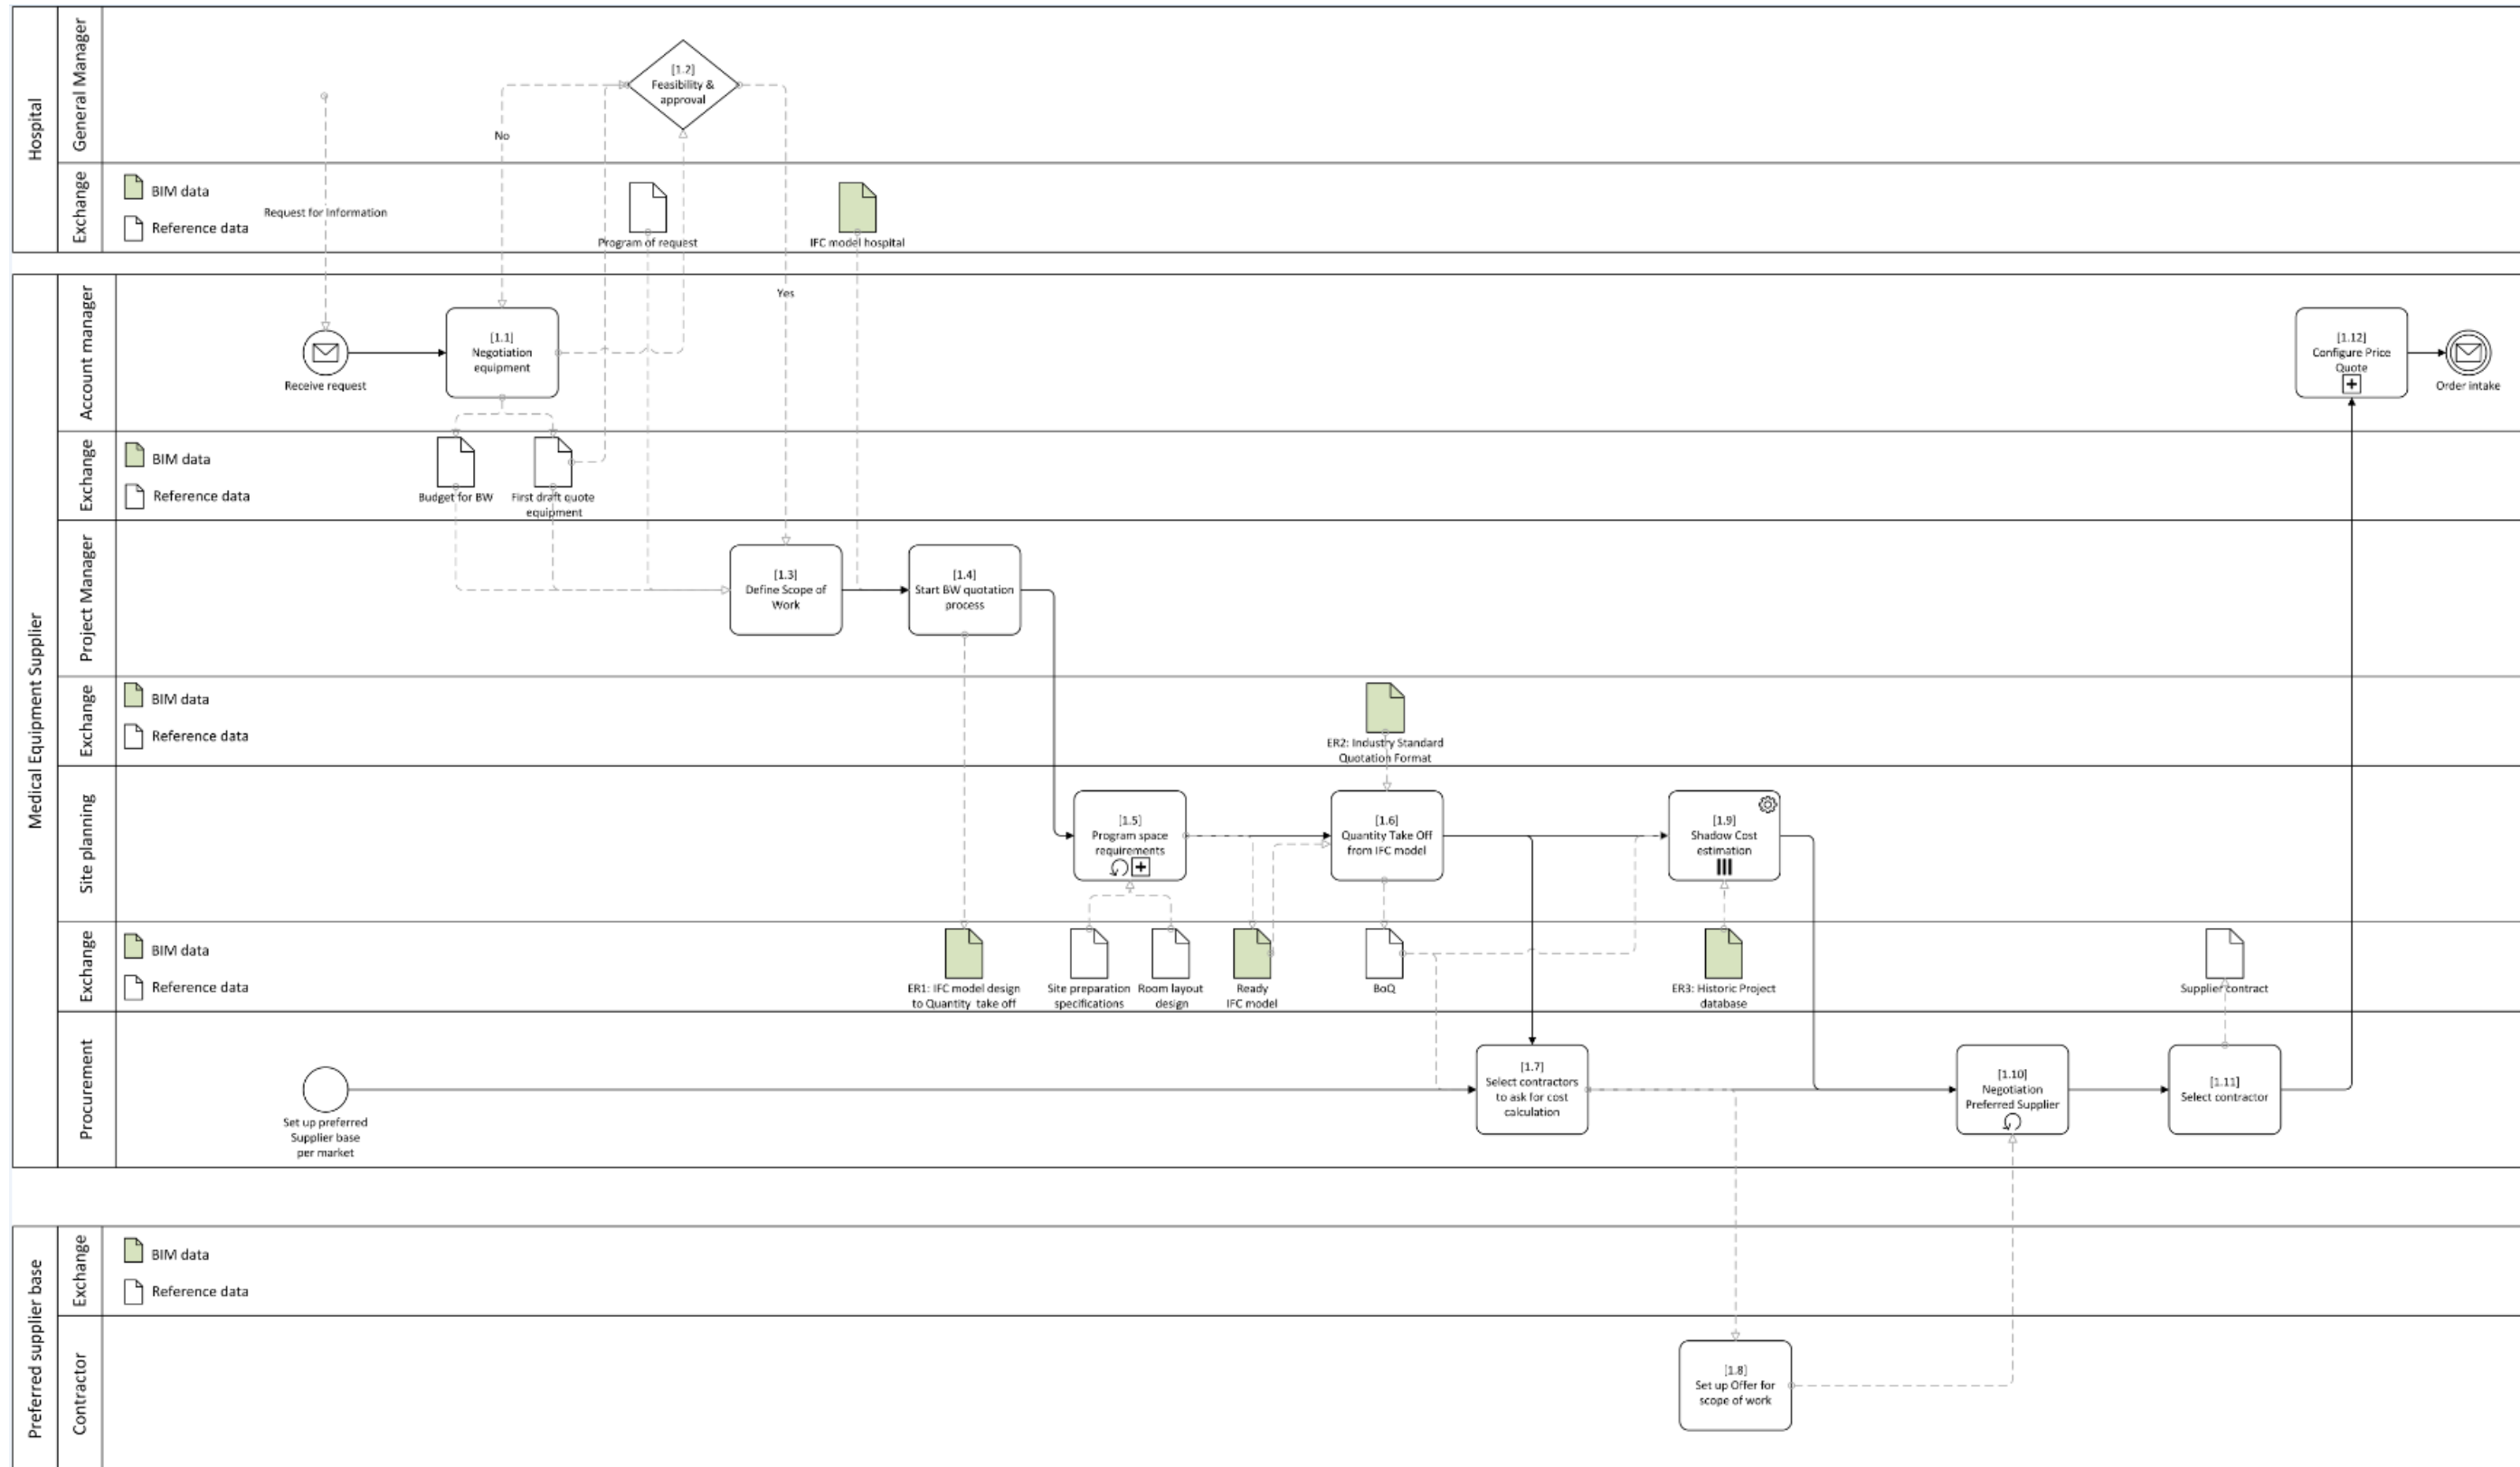 Hospital
General Manager
[1.2]
Feasibility &
approval
No
Exchange
BIM data
Reference data
Request for Information
Program of request
IFC model hospital
Medical Equipment Supplier
Account manager
Yes
Receive request
[1.1]
Negotiation
equipment
[1.12]
Configure Price
Quote
Order intake
Exchange
BIM data
Reference data
Budget for BW
First draft quote
equipment
Project Manager
[1.3]
Define Scope of
Work
[1.4]
Start BW quotation
process
Exchange
BIM data
Reference data
ER2: Industry Standard
Quotation Format
Site planning
[1.5]
Program space
requirements
[1.6]
Quantity Take Off
from IFC model
[1.9]
Shadow Cost
estimation
Exchange
BIM data
Reference data
ER1: IFC model design
to Quantity take off
Site preparation
specifications
Room layout
design
Ready
IFC model
BoQ
ER3: Historic Project
database
Supplier contract
Procurement
Set up preferred
Supplier base
per market
[1.7]
Select contractors
to ask for cost
calculation
[1.10]
Negotiation
Preferred Supplier
[1.11]
Select contractor
Preferred supplier base
Exchange
BIM data
Reference data
Contractor
[1.8]
Set up Offer for
scope of work